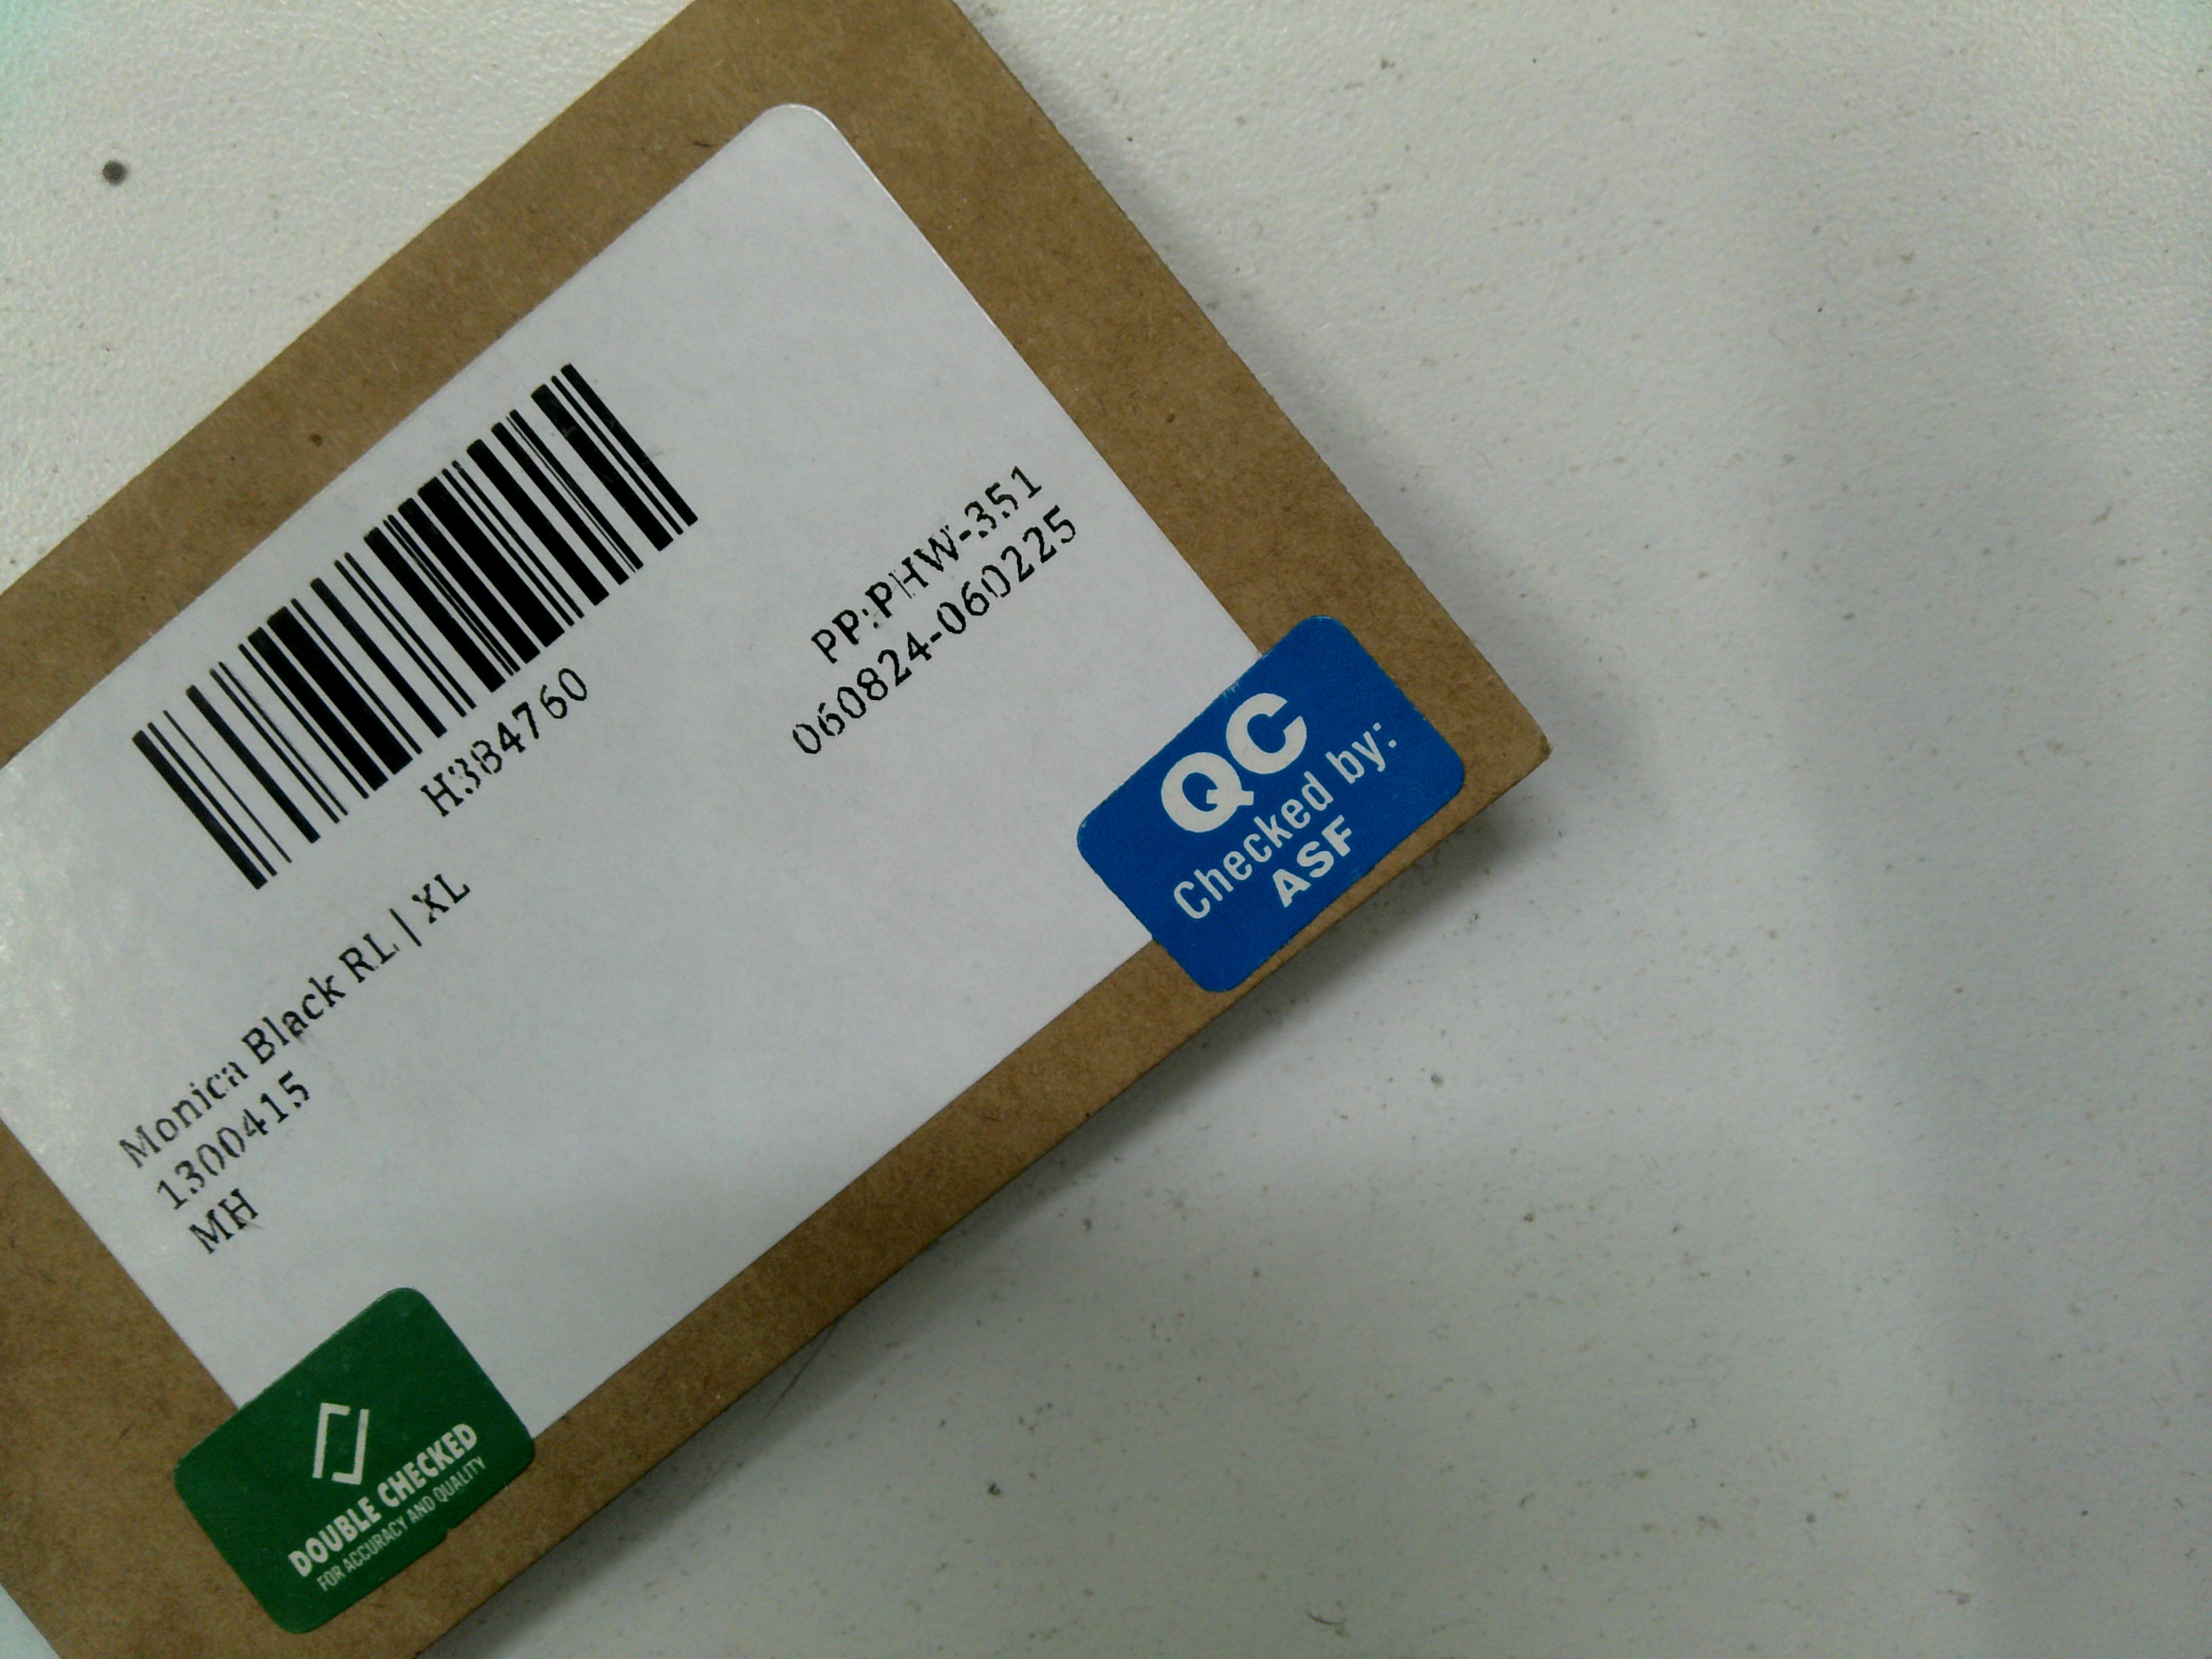 H3B4760
PP:PHW-351
060824-060225
Monica Black RL | XL
1300415
MH
QC
Checked by:
ASF
DOUBLE CHECKED
FOR ACCURACY AND QUALITY